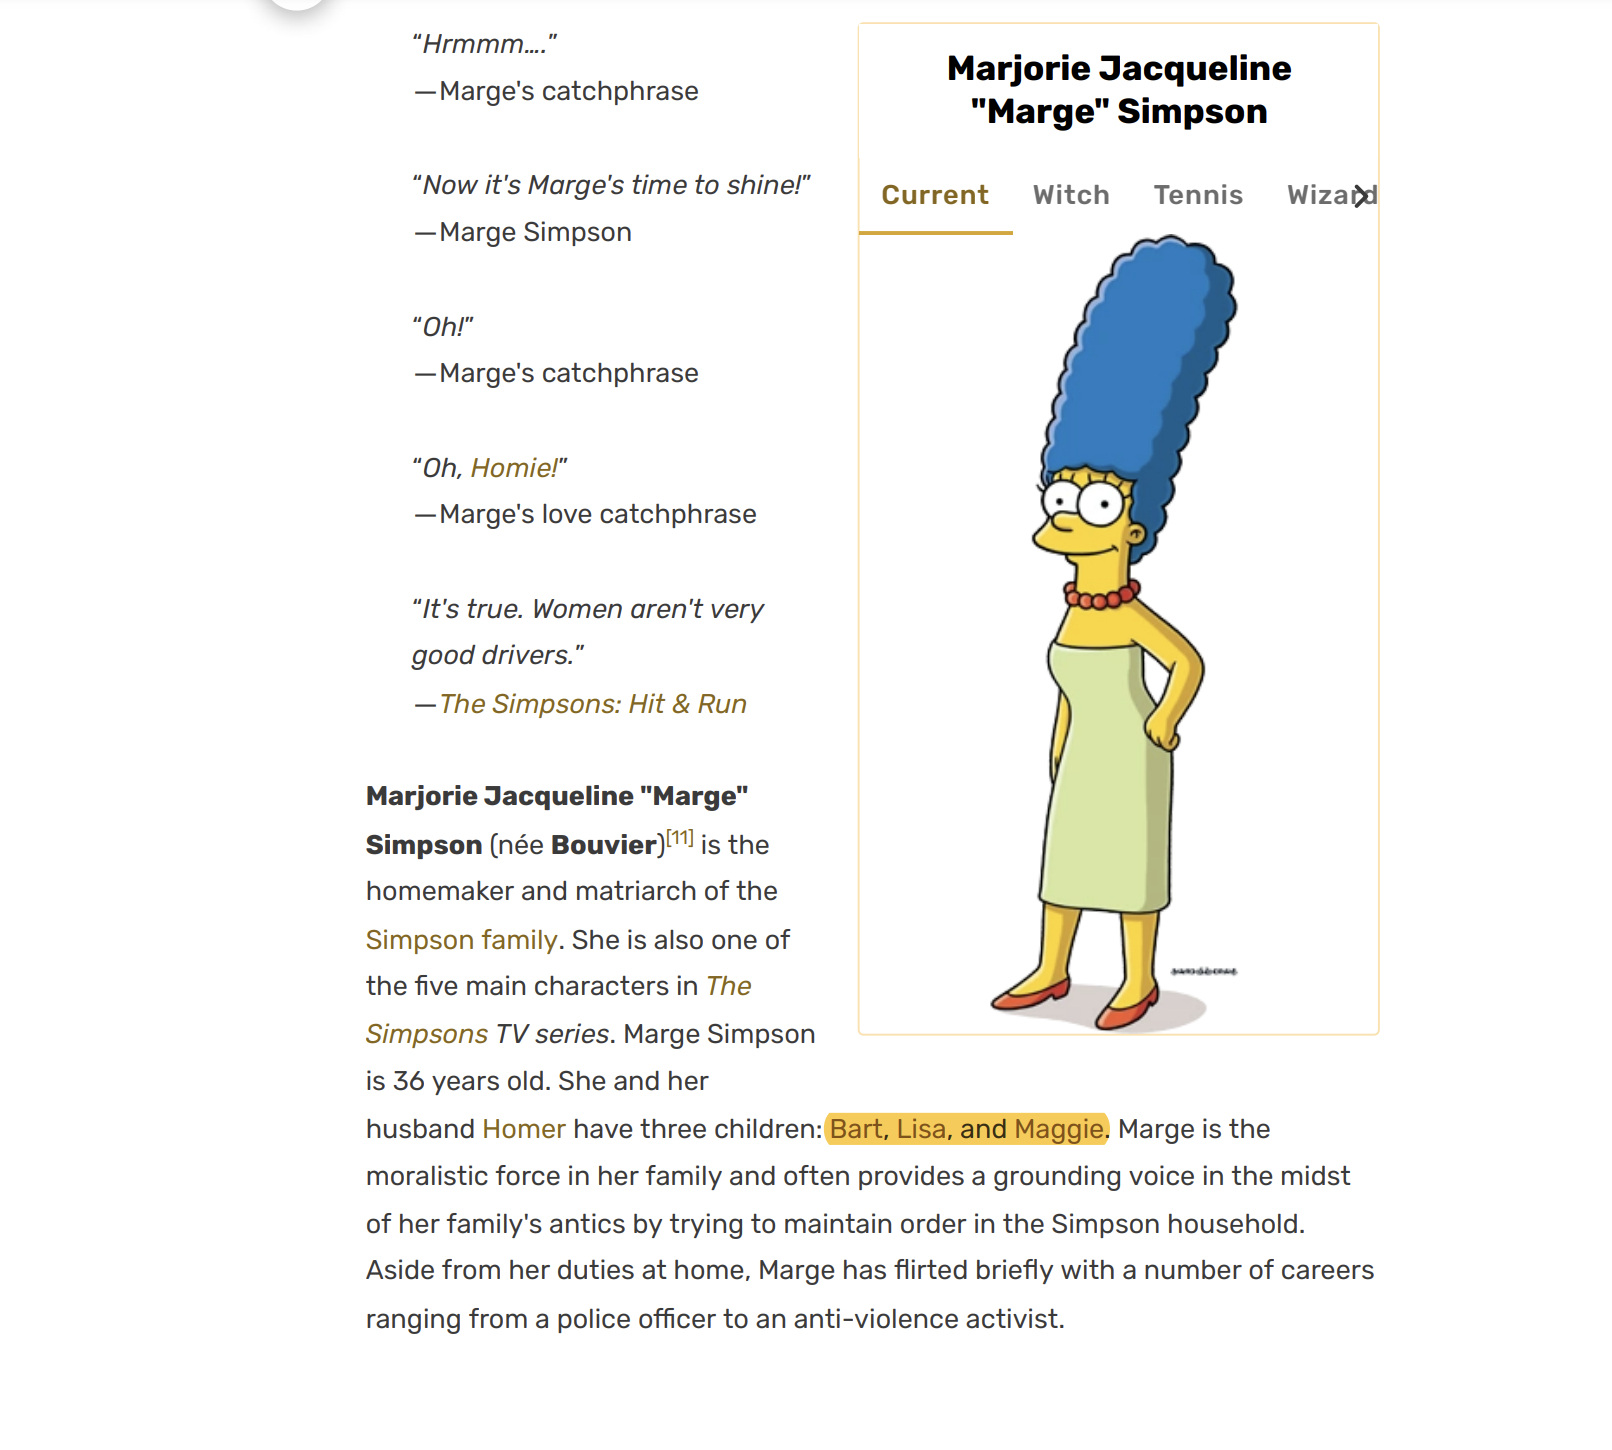 “Hrmmm....”
—Marge's catchphrase
“Now it's Marge's time to shine!”
—Marge Simpson
“Oh!”
—Marge's catchphrase
“Oh, Homie!”
—Marge's love catchphrase
“It's true. Women aren't very
good drivers.”
—The Simpsons: Hit & Run
Marjorie Jacqueline
"Marge" Simpson
Current Witch Tennis Wizard
Marjorie Jacqueline "Marge"
Simpson (née Bouvier)[11] is the
homemaker and matriarch of the
Simpson family. She is also one of
the five main characters in The
Simpsons TV series. Marge Simpson
is 36 years old. She and her
husband Homer have three children: Bart, Lisa, and Maggie. Marge is the
moralistic force in her family and often provides a grounding voice in the midst
of her family's antics by trying to maintain order in the Simpson household.
Aside from her duties at home, Marge has flirted briefly with a number of careers
ranging from a police officer to an anti-violence activist.